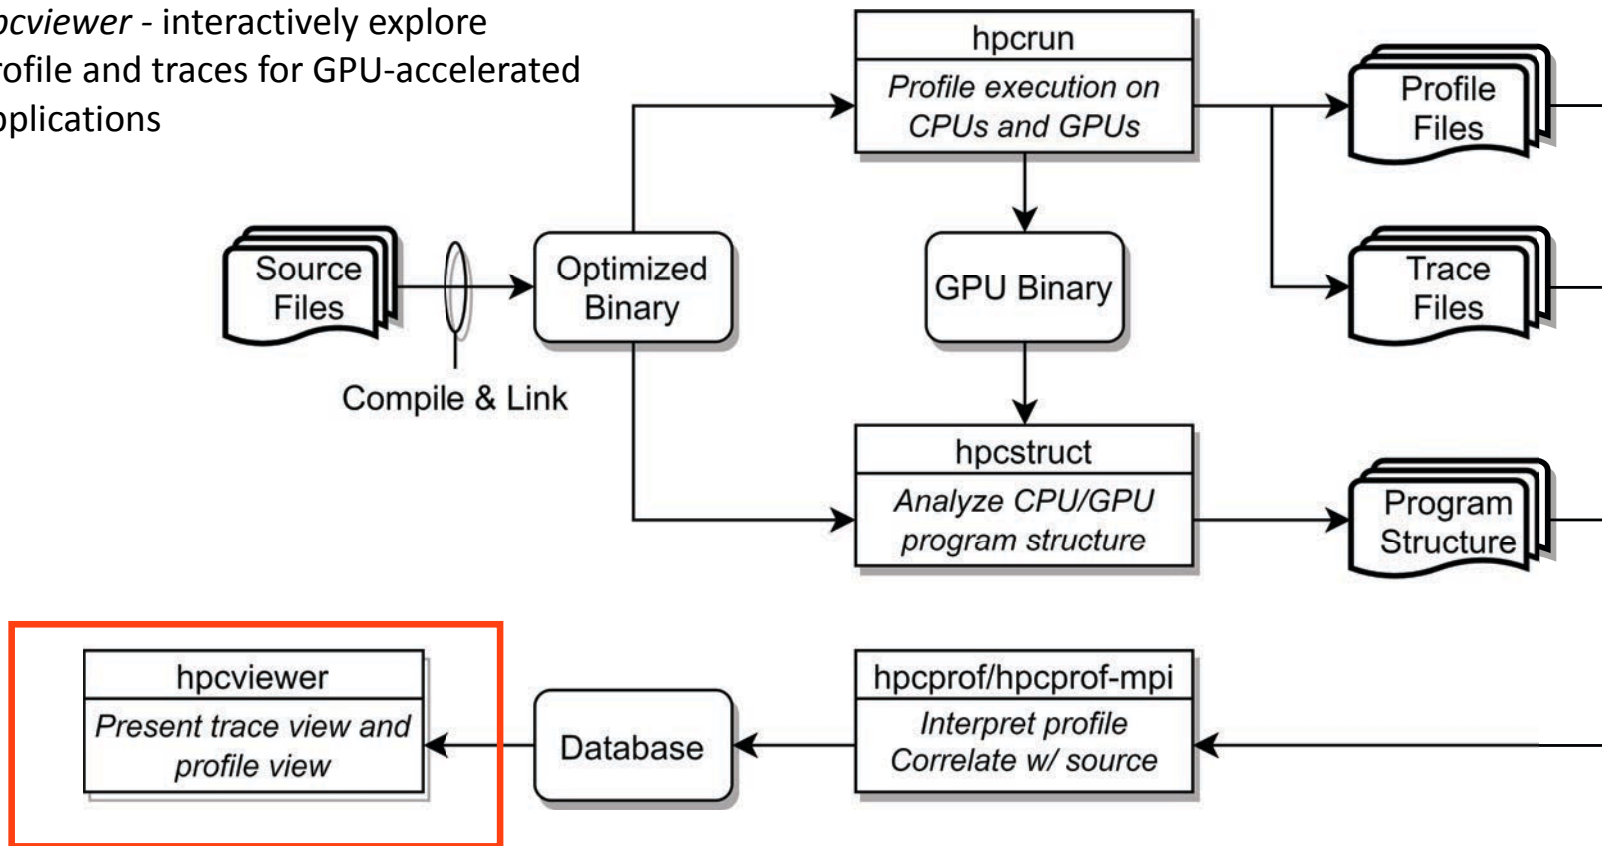 pcviewer - interactively explore
rofile and traces for GPU-accelerated
pplications
hpcrun
Profile execution on
CPUs and GPUs
Profile
Files
Source
Files
Optimized
Binary
GPU Binary
Trace
Files
Compile & Link
hpcstruct
Analyze CPU/GPU
program structure
Program
Structure
hpcviewer
Present trace view and
profile view
Database
hpcprof/hpcprof-mpi
Interpret profile
Correlate w/ source